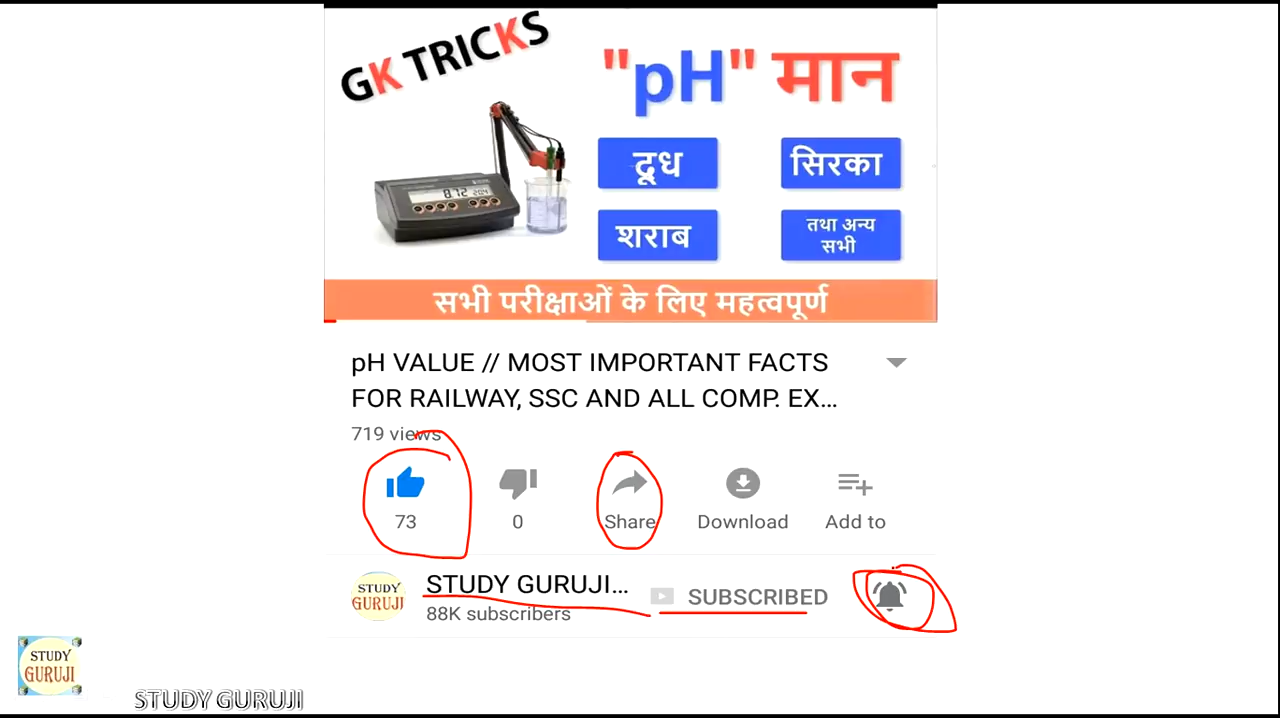 GK TRICKS
"pH" मान
दूध
सिरका
शराब
तथा अन्य
सभी
सभी परीक्षाओं के लिए महत्वपूर्ण
pH VALUE // MOST IMPORTANT FACTS
FOR RAILWAY, SSC AND ALL COMP. EX...
719 views
73
0
Share
Download
Add to
STUDY
GURUJI
STUDY GURUJI...
SUBSCRIBED
88K subscribers
STUDY
GURUJI
STUDY GURUJI